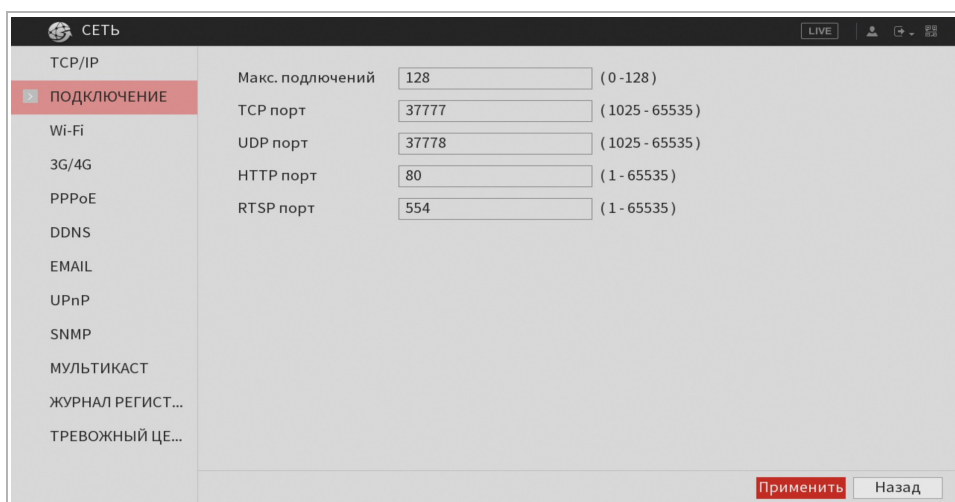 СЕТЬ
LIVE
TCP/IP
ПОДКЛЮЧЕНИЕ
Wi-Fi
3G/4G
PPPoE
DDNS
EMAIL
UPnP
SNMP
МУЛЬТИКАСТ
ЖУРНАЛ РЕГИСТ...
ТРЕВОЖНЫЙ ЦЕ...
Макс. подлючений 128 (0-128)
TCP порт 37777 (1025-65535)
UDP порт 37778 (1025-65535)
HTTP порт 80 (1-65535)
RTSP порт 554 (1-65535)
Применить Назад